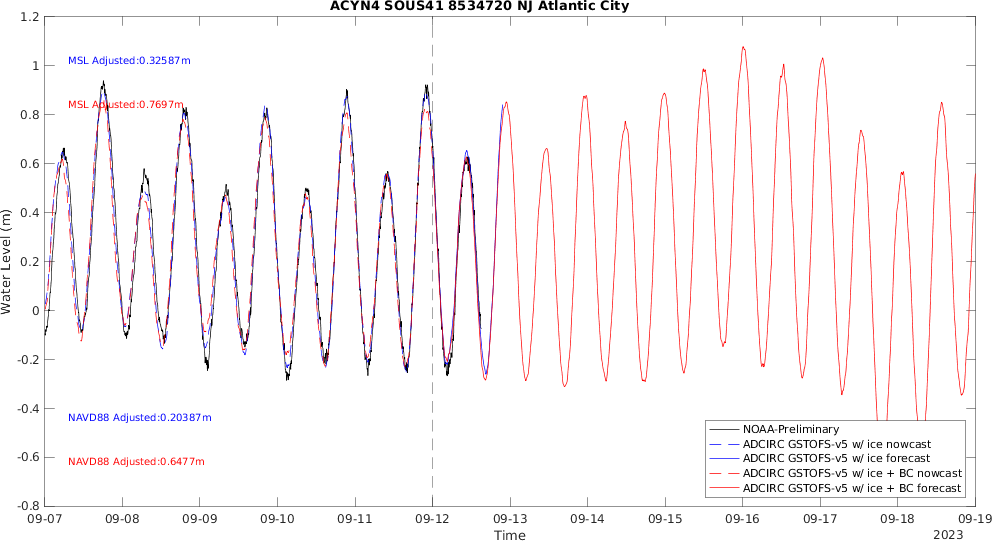 ACYN4 SOUS41 8534720 NJ Atlantic City
1.2
1
0.8
0.6
0.4
0.2
0
-0.2
-0.4
-0.6
-0.8
Water Level (m)
MSL Adjusted:0.32587m
MSL Adjusted:0.7697m
NAVD88 Adjusted:0.20387m
NAVD88 Adjusted:0.6477m
NOAA-Preliminary
ADCIRC GSTOFS-v5 w/ ice nowcast
ADCIRC GSTOFS-v5 w/ ice forecast
ADCIRC GSTOFS-v5 w/ ice + BC nowcast
ADCIRC GSTOFS-v5 w/ ice + BC forecast
09-07 09-08 09-09 09-10 09-11 09-12 09-13 09-14 09-15 09-16 09-17 09-18 09-19
Time
2023